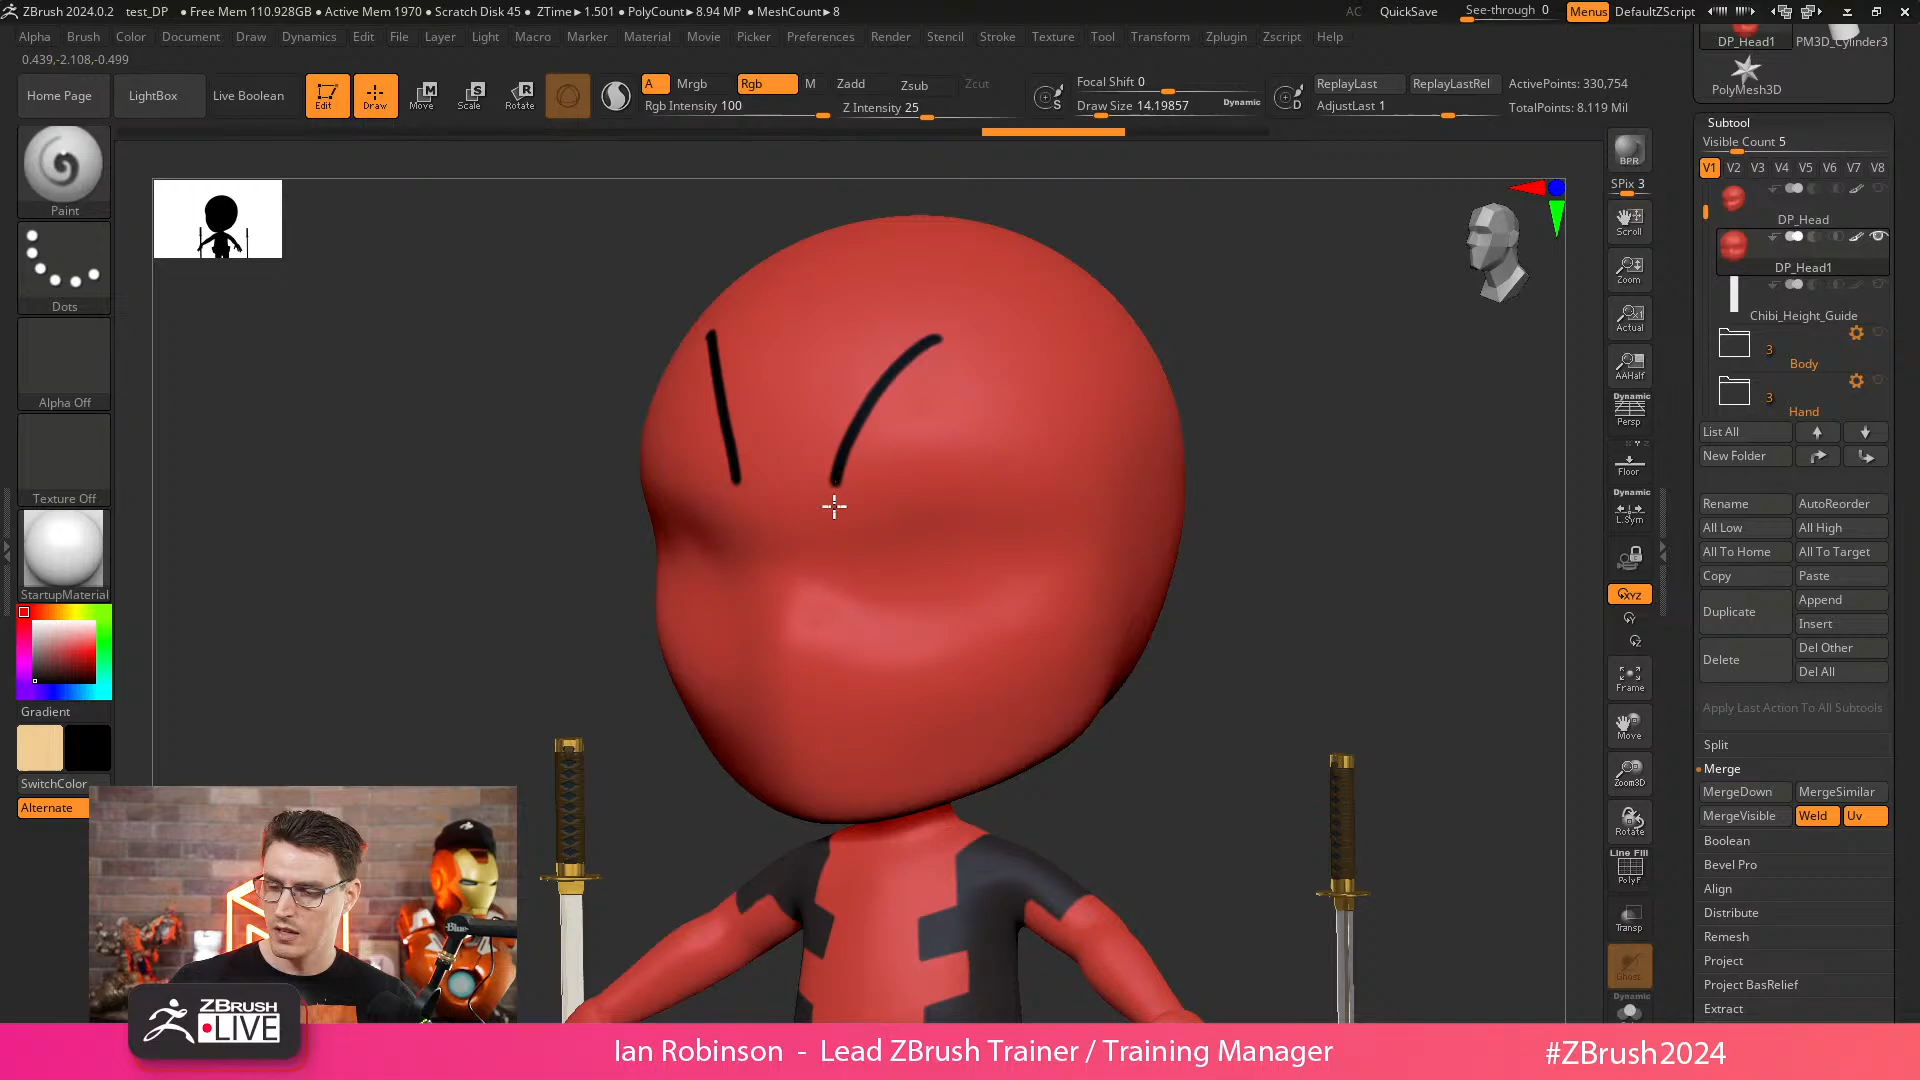 ZBrush 2024.0.2 test_DP ● Free Mem 110.928GB ● Active Mem 1970 ● Scratch Disk 45 ● ZTime▶1.501 ● PolyCount▶8.94 MP ● MeshCount▶8
AC QuickSave See-through 0 Menus DefaultZScript
Alpha Brush Color Document Draw Dynamics Edit File Layer Light Macro Marker Material Movie Picker Preferences Render Stencil Stroke Texture Tool Transform Zplugin Zscript Help
0.439,-2.108,-0.499
Home Page LightBox Live Boolean Edit Draw Move Scale Rotate
A Mrgb Rgb M Zadd Zsub Zcut
Rgb Intensity 100 Z Intensity 25
Focal Shift 0
Draw Size 14.19857 Dynamic
ReplayLast ReplayLastRel ActivePoints: 330,754
AdjustLast 1 TotalPoints: 8.119 Mil
Paint
Dots
Alpha Off
Texture Off
StartupMaterial
Gradient
SwitchColor
Alternate
BPR
SPix 3
Scroll
Zoom
Actual
AAHalf
Dynamic
Persp
Floor
Dynamic
L.Sym
XYZ
Frame
Move
Zoom3D
Rotate
Line Fill
PolyF
Transp
Ghost
Dynamic
DP_Head1 PM3D_Cylinder3
PolyMesh3D
Subtool
Visible Count 5
V1 V2 V3 V4 V5 V6 V7 V8
DP_Head
DP_Head1
Chibi_Height_Guide
3
Body
3
Hand
List All
New Folder
Rename AutoReorder
All Low All High
All To Home All To Target
Copy Paste
Duplicate Append
Insert
Delete Del Other
Del All
Apply Last Action To All Subtools
Split
Merge
MergeDown MergeSimilar
MergeVisible Weld Uv
Boolean
Bevel Pro
Align
Distribute
Remesh
Project
Project BasRelief
Extract
Blue
ZBRUSH
LIVE
Ian Robinson - Lead ZBrush Trainer / Training Manager
#ZBrush2024